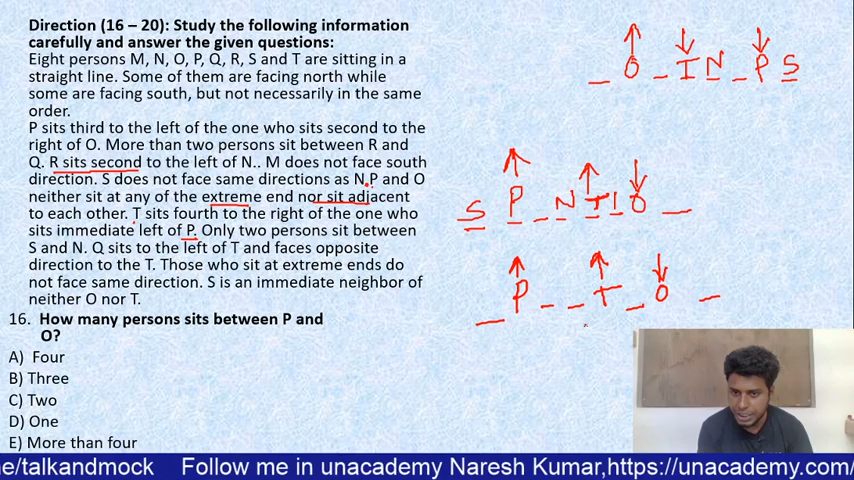 Direction (16 – 20): Study the following information
carefully and answer the given questions:
Eight persons M, N, O, P, Q, R, S and T are sitting in a
straight line. Some of them are facing north while
some are facing south, but not necessarily in the same
order.
P sits third to the left of the one who sits second to the
right of O. More than two persons sit between R and
Q. R sits second to the left of N.. M does not face south
direction. S does not face same directions as N.P and O
neither sit at any of the extreme end nor sit adjacent
to each other. T sits fourth to the right of the one who
sits immediate left of P. Only two persons sit between
S and N. Q sits to the left of T and faces opposite
direction to the T. Those who sit at extreme ends do
not face same direction. S is an immediate neighbor of
neither O nor T.
16. How many persons sits between P and
O?
A) Four
B) Three
C) Two
D) One
E) More than four
_ O _ T N _ P S
S P _ N T _ O _
_ P _ _ T _ O _
ne/talkandmock Follow me in unacademy Naresh Kumar,https://unacademy.com/